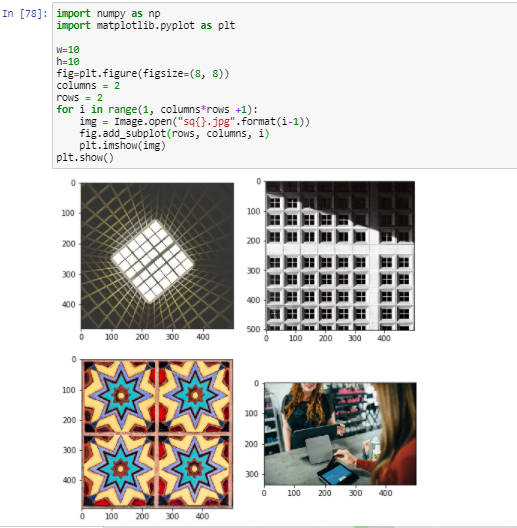 In [78]: import numpy as np
import matplotlib.pyplot as plt
w=10
h=10
fig=plt.figure(figsize=(8, 8))
columns = 2
rows = 2
for i in range(1, columns*rows +1):
img = Image.open("sq{}.jpg".format(i-1))
fig.add_subplot(rows, columns, i)
plt.imshow(img)
plt.show()
0
100
200
300
400
0 100 200 300 400
0
100
200
300
400
500
0 100 200 300 400
0
100
200
300
400
0 100 200 300 400
0
100
200
300
0 100 200 300 400